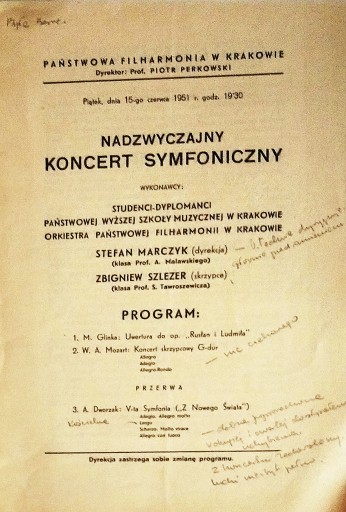 PAŃSTWOWA FILHARMONIA W KRAKOWIE
Dyrektor: Prof. PIOTR PERKOWSKI
Piątek, dnia 15-go czerwca 1951 r. godz. 19·30
NADZWYCZAJNY
KONCERT SYMFONICZNY
WYKONAWCY:
STUDENCI-DYPLOMANCI
PAŃSTWOWEJ WYŻSZEJ SZKOŁY MUZYCZNEJ W KRAKOWIE
ORKIESTRA PAŃSTWOWEJ FILHARMONII W KRAKOWIE
STEFAN MARCZYK (dyrekcja)
(klasa Prof. A. Malawskiego)
ZBIGNIEW SZLEZER (skrzypce)
(klasa Prof. S. Tawroszewicza)
PROGRAM:
1. M. Glinka: Uwertura do op. „Rusłan i Ludmiła"
2. W. A. Mozart: Koncert skrzypcowy G-dur – nic ciekawego
Allegro
Adagio
Allegro-Rondo
PRZERWA
3. A. Dworzak: V-ta Symfonia („Z Nowego Świata")
Adagio. Allegro molto
Largo
Scherzo. Molto vivace
Allegro con fuoco
Dyrekcja zastrzega sobie zmianę programu.